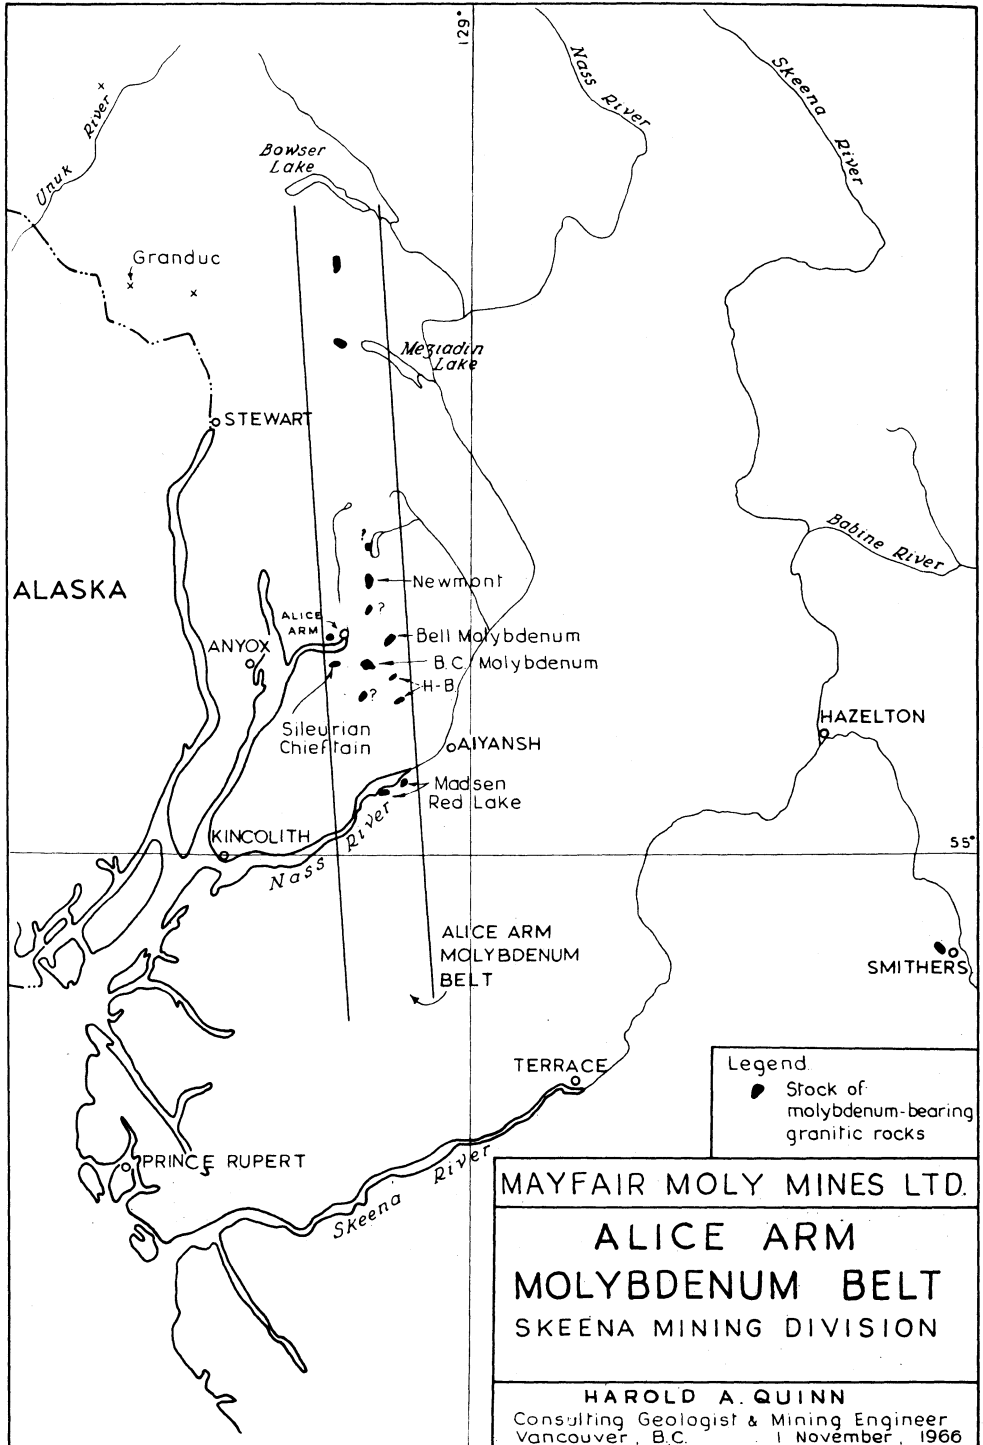 129°
Nass River
Skeena River
Unuk River
Bowser
Lake
Granduc
Meziadin
Lake
STEWART
Babine River
?
ALASKA
Newmont
?
ALICE
ARM
Bell Molybdenum
ANYOX
B.C. Molybdenum
H-B
?
Sileurian
Chieftain
HAZELTON
AIYANSH
Madsen
Red Lake
KINCOLITH
Nass River
55°
ALICE ARM
MOLYBDENUM
BELT
SMITHERS
TERRACE
Legend
Stock of
molybdenum-bearing
granitic rocks
PRINCE RUPERT
Skeena River
MAYFAIR MOLY MINES LTD.
ALICE ARM
MOLYBDENUM BELT
SKEENA MINING DIVISION
HAROLD A. QUINN
Consulting Geologist & Mining Engineer
Vancouver, B.C. 1 November, 1966